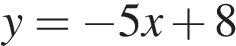 y = −5x + 8